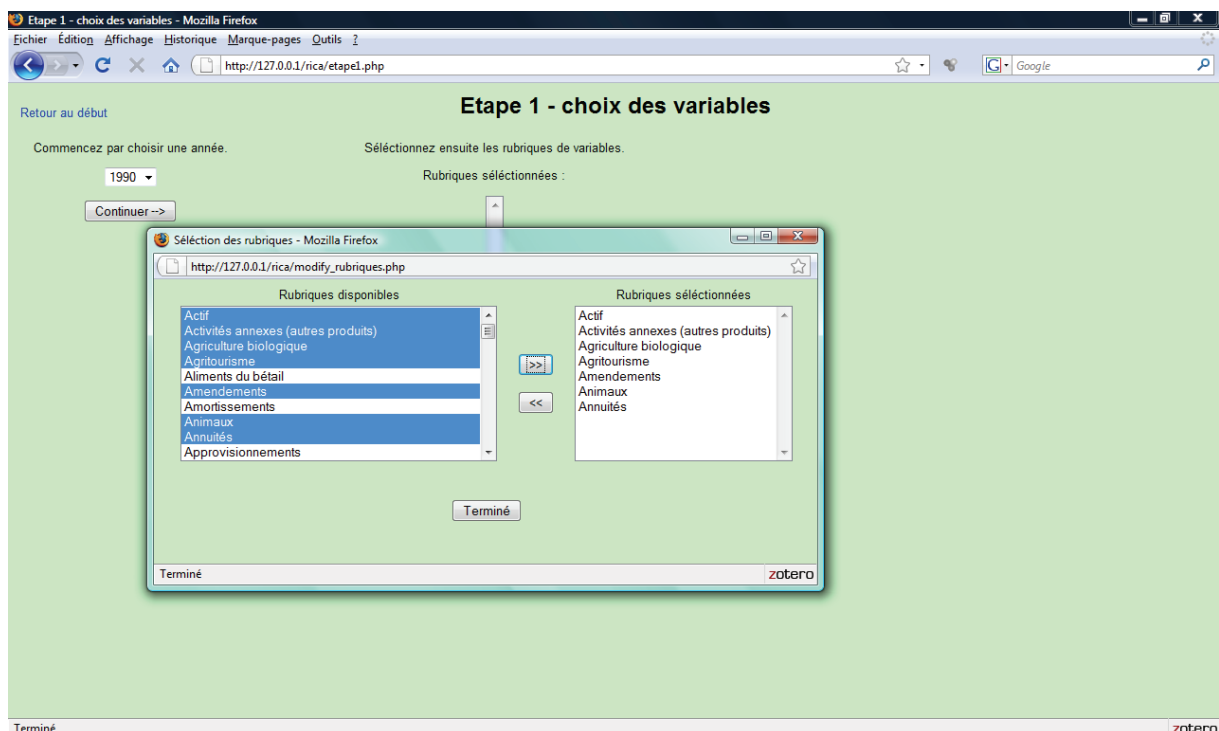 Etape 1 - choix des variables - Mozilla Firefox
Fichier Édition Affichage Historique Marque-pages Outils ?
http://127.0.0.1/rica/etape1.php
G Google
Retour au début
Etape 1 - choix des variables
Commencez par choisir une année.
Séléctionnez ensuite les rubriques de variables.
1990
Rubriques séléctionnées :
Continuer -->
Séléction des rubriques - Mozilla Firefox
http://127.0.0.1/rica/modify_rubriques.php
Rubriques disponibles
Actif
Activités annexes (autres produits)
Agriculture biologique
Agritourisme
Aliments du bétail
Amendements
Amortissements
Animaux
Annuités
Approvisionnements
>>
<<
Rubriques séléctionnées
Actif
Activités annexes (autres produits)
Agriculture biologique
Agritourisme
Amendements
Animaux
Annuités
Terminé
Terminé
zotero
Terminé
zotero